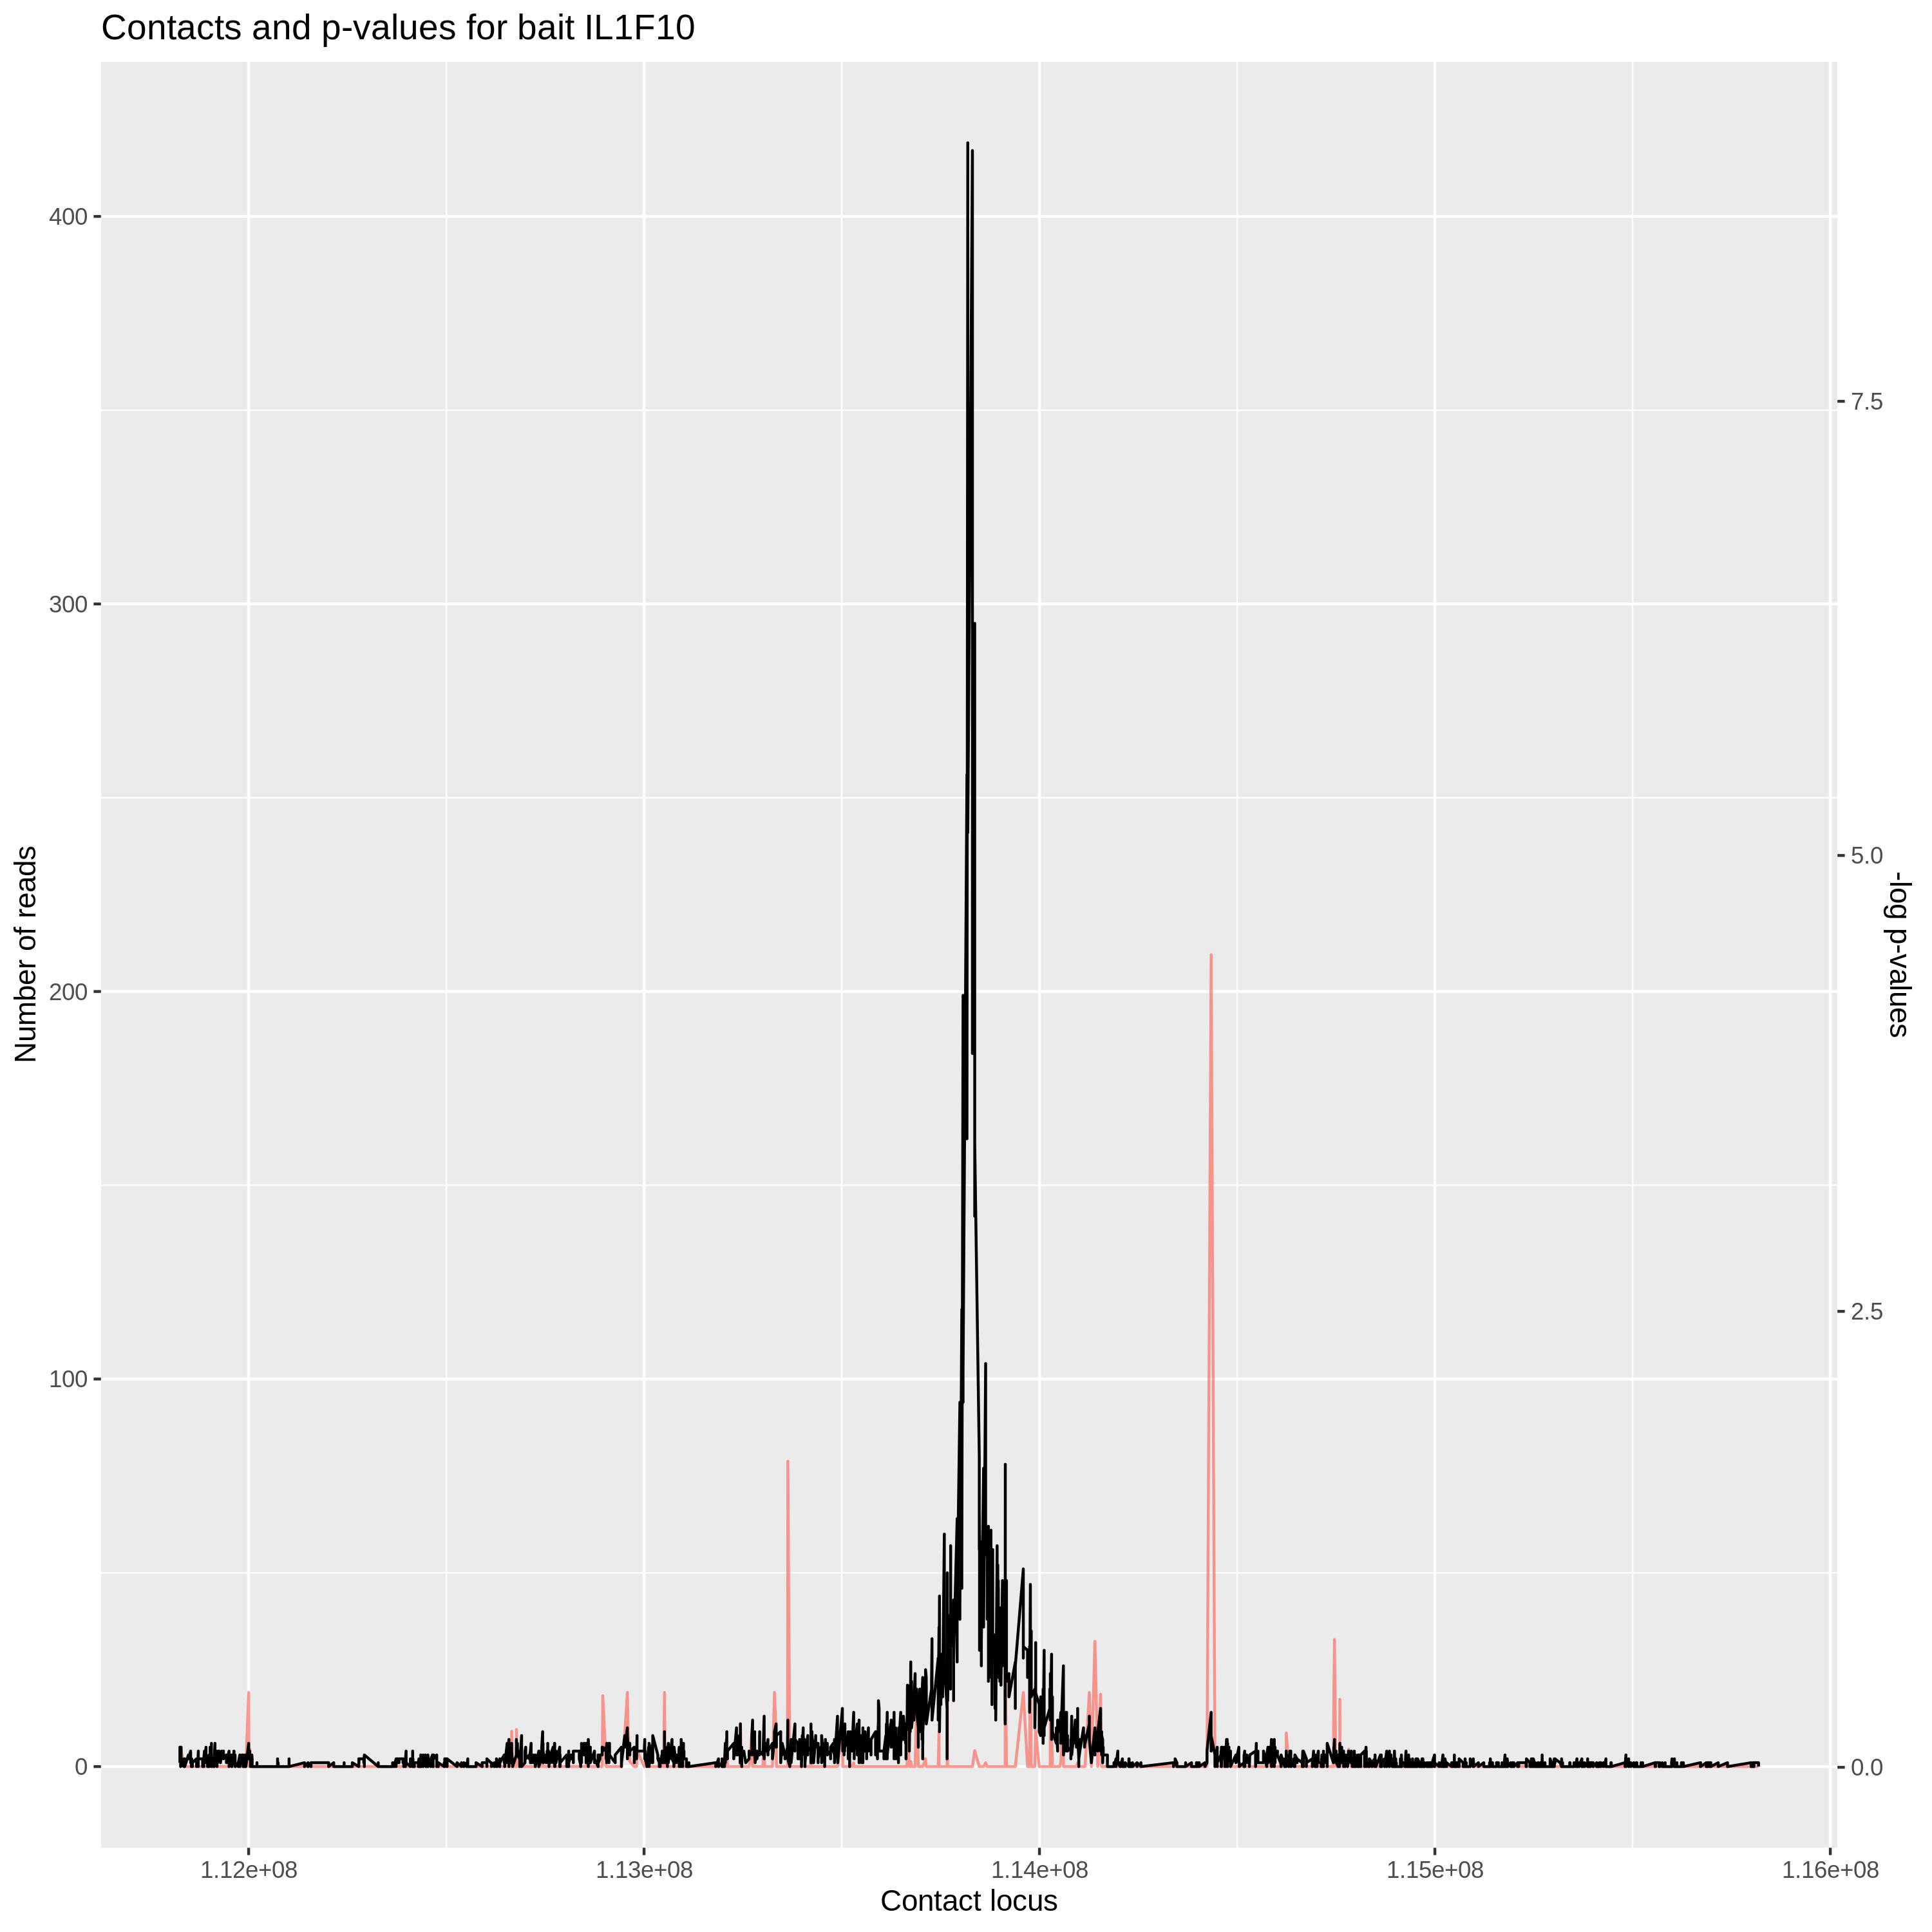 Contacts and p-values for bait IL1F10
Number of reads
400
300
200
100
0
7.5
5.0
2.5
0.0
-log p-values
1.12e+08
1.13e+08
1.14e+08
1.15e+08
1.16e+08
Contact locus